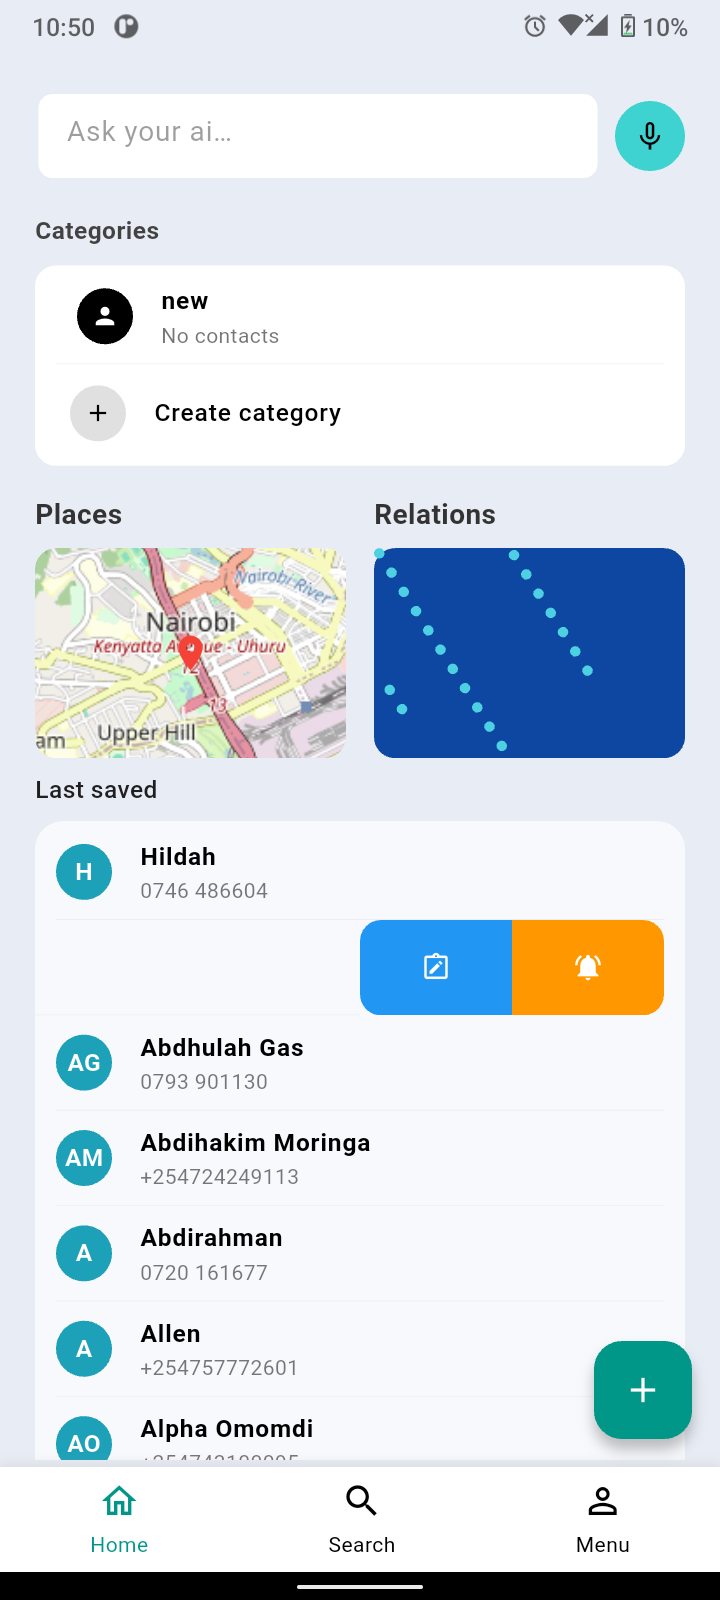 10:50
10%
Ask your ai...
Categories
new
No contacts
Create category
Places
Relations
Nairobi-River
Nairobi
Kenyatta Avenue - Uhuru
12
13
Upper Hill
am
Last saved
H
Hildah
0746 486604
AG
Abdhulah Gas
0793 901130
AM
Abdihakim Moringa
+254724249113
A
Abdirahman
0720 161677
A
Allen
+254757772601
AO
Alpha Omomdi
Home
Search
Menu